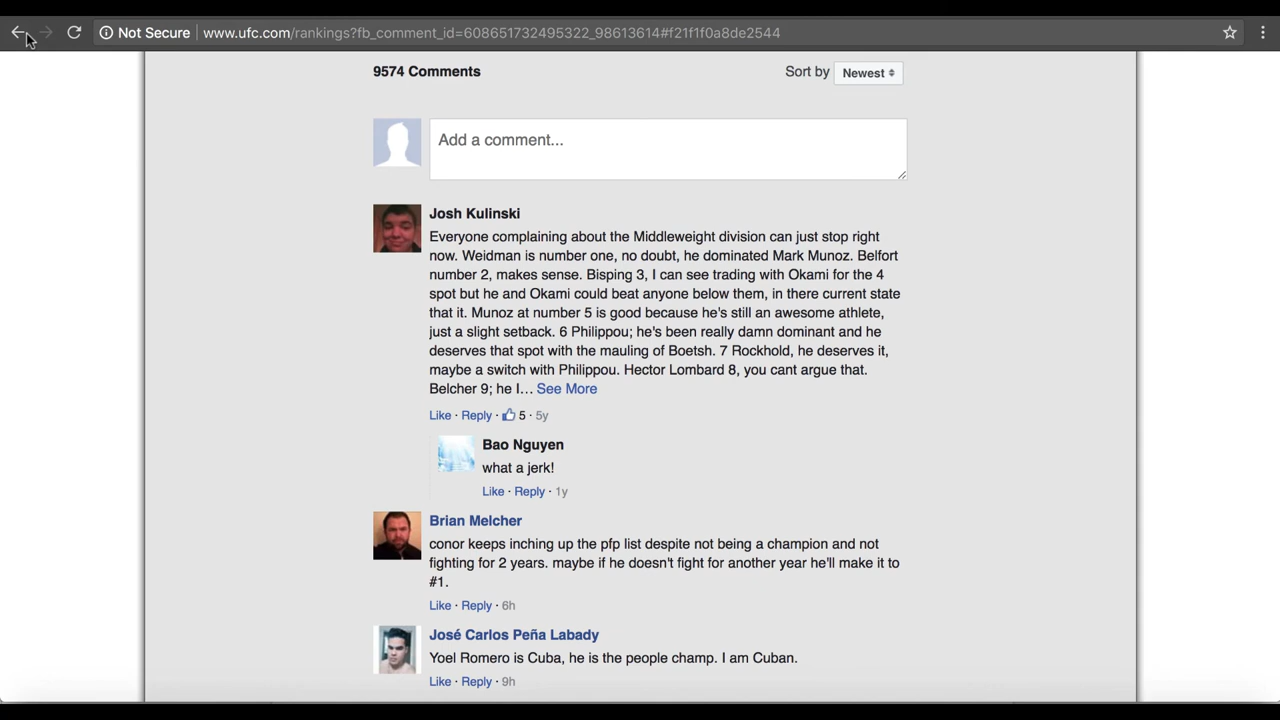 Not Secure www.ufc.com/rankings?fb_comment_id=608651732495322_98613614#f21f1f0a8de2544
9574 Comments Sort by Newest
Add a comment...
Josh Kulinski
Everyone complaining about the Middleweight division can just stop right
now. Weidman is number one, no doubt, he dominated Mark Munoz. Belfort
number 2, makes sense. Bisping 3, I can see trading with Okami for the 4
spot but he and Okami could beat anyone below them, in there current state
that it. Munoz at number 5 is good because he's still an awesome athlete,
just a slight setback. 6 Philippou; he's been really damn dominant and he
deserves that spot with the mauling of Boetsh. 7 Rockhold, he deserves it,
maybe a switch with Philippou. Hector Lombard 8, you cant argue that.
Belcher 9; he l… See More
Like · Reply · 5 · 5y
Bao Nguyen
what a jerk!
Like · Reply · 1y
Brian Melcher
conor keeps inching up the pfp list despite not being a champion and not
fighting for 2 years. maybe if he doesn't fight for another year he'll make it to
#1.
Like · Reply · 6h
José Carlos Peña Labady
Yoel Romero is Cuba, he is the people champ. I am Cuban.
Like · Reply · 9h